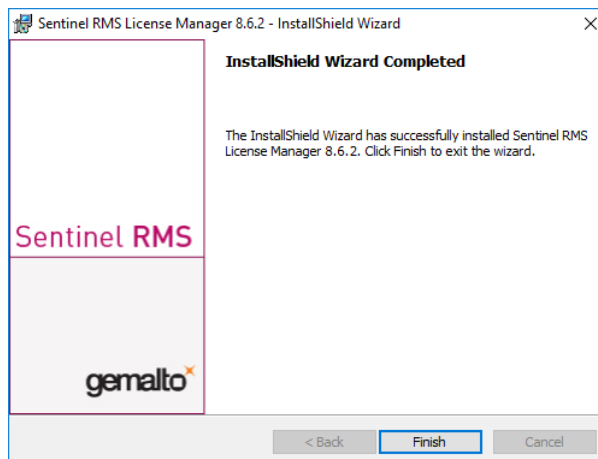 Sentinel RMS License Manager 8.6.2 - InstallShield Wizard
InstallShield Wizard Completed
The InstallShield Wizard has successfully installed Sentinel RMS
License Manager 8.6.2. Click Finish to exit the wizard.
Sentinel RMS
gemalto
< Back
Finish
Cancel